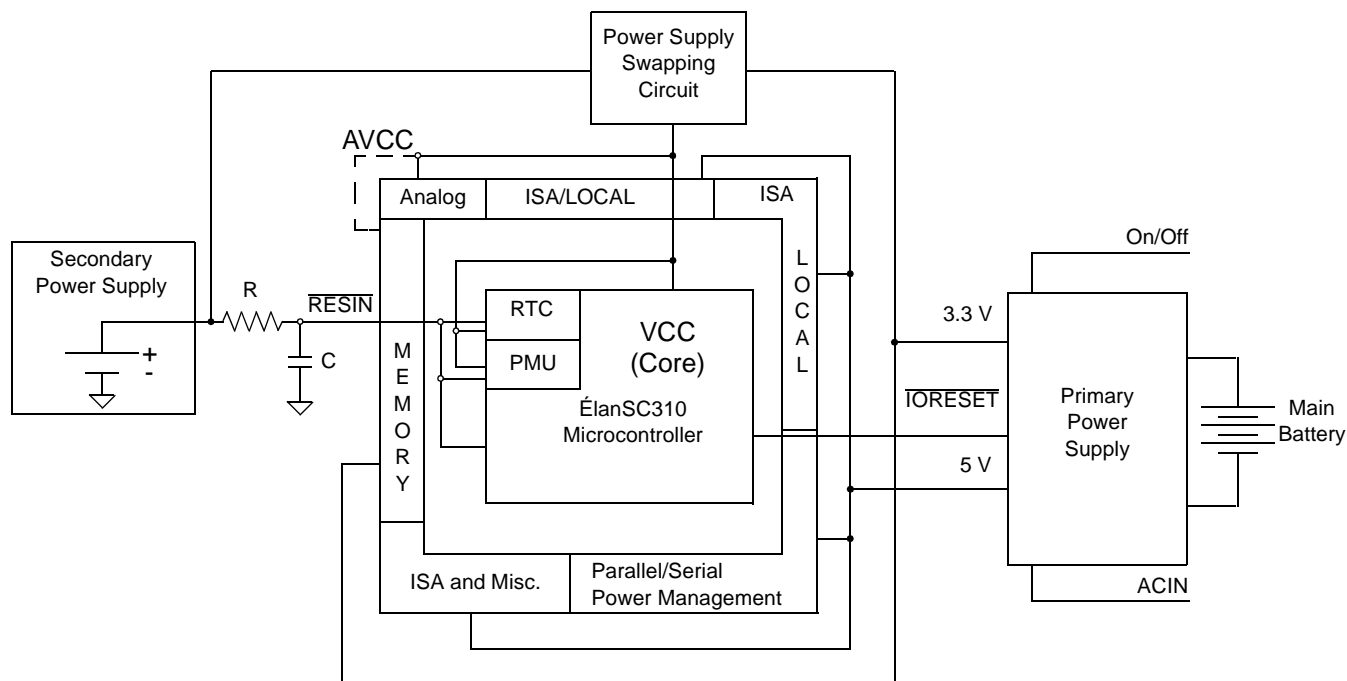 Power Supply
Swapping
Circuit
AVCC
Analog
ISA/LOCAL
ISA
On/Off
Secondary
Power Supply
LOCAL
R
RESIN
RTC
VCC
(Core)
3.3 V
+
-
C
MEMORY
PMU
ÉlanSC310
Microcontroller
IORESET
Primary
Power
Supply
Main
Battery
5 V
ISA and Misc.
Parallel/Serial
Power Management
ACIN